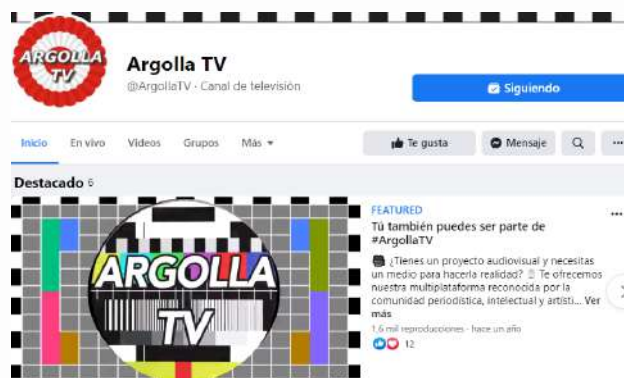 ARGOLLA
TV
Argolla TV
@ArgollaTV · Canal de televisión
Siguiendo
Inicio En vivo Videos Grupos Más
Te gusta Mensaje
Destacado
ARGOLLA
TV
FEATURED
Tú también puedes ser parte de
#ArgollaTV
¿Tienes un proyecto audiovisual y necesitas
un medio para hacerla realidad? Te ofrecemos
nuestra multiplataforma reconocida por la
comunidad periodística, intelectual y artísti... Ver
más
1,6 mil reproducciones · hace un año
12